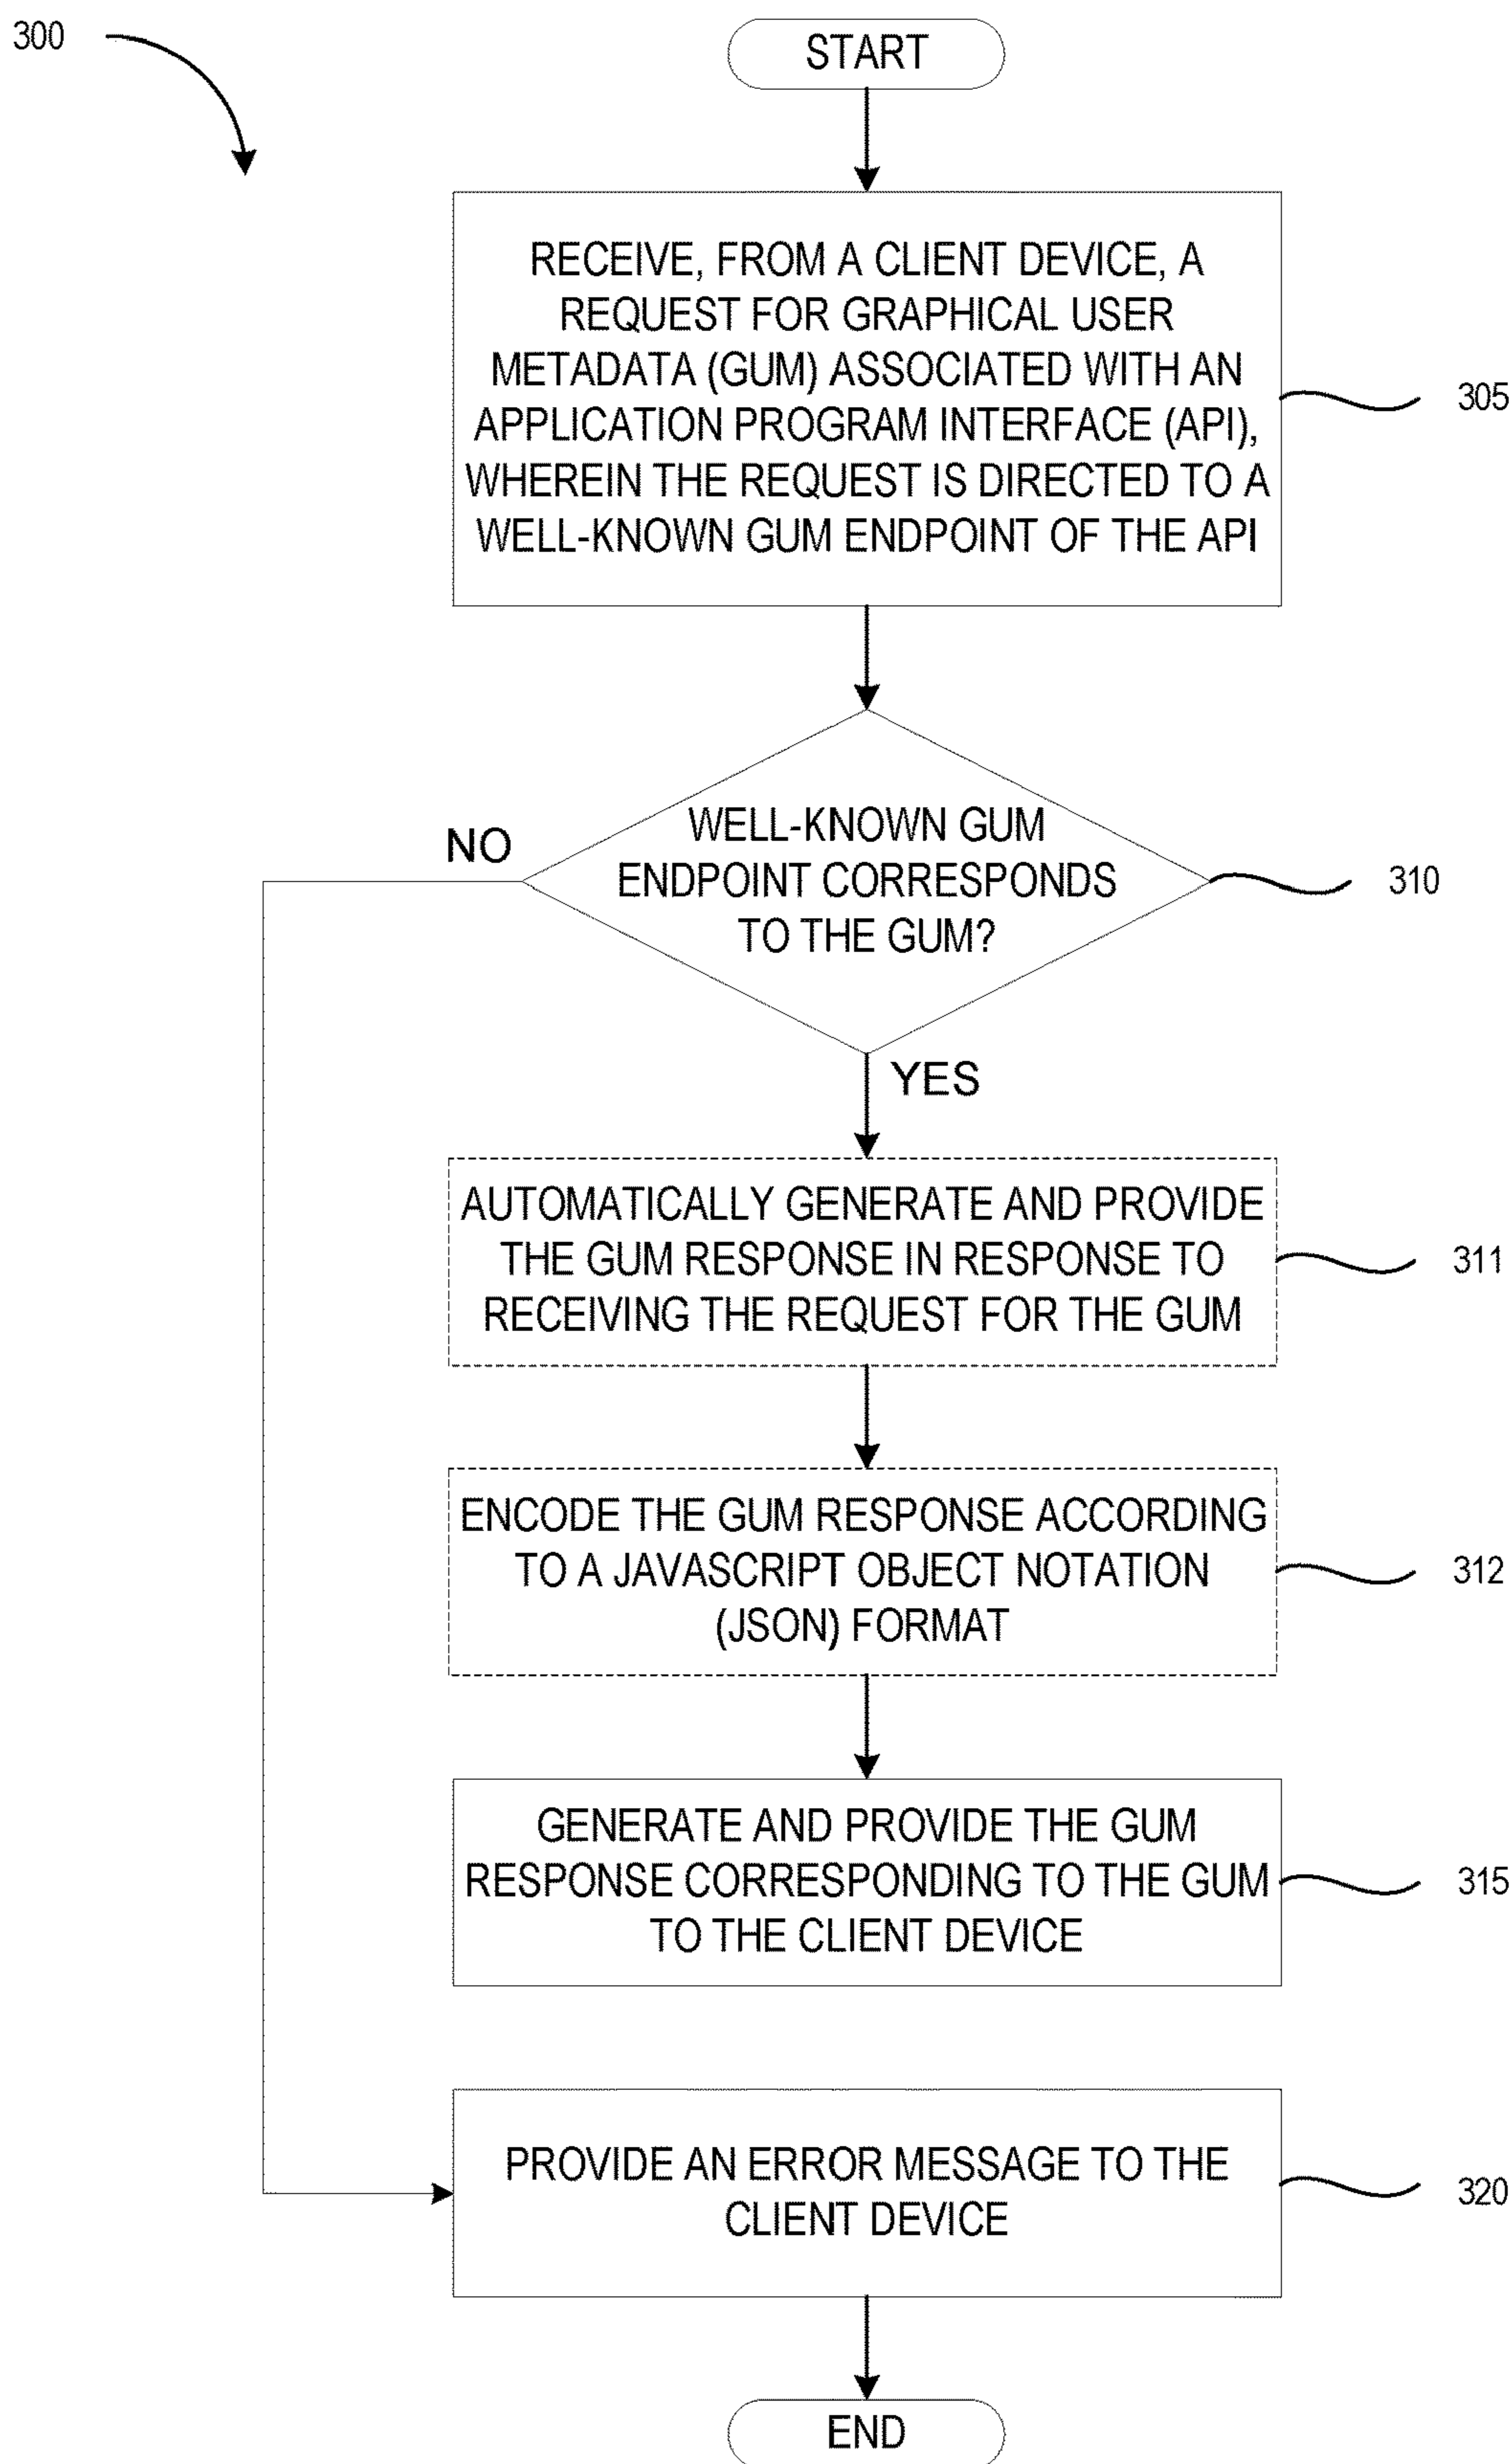 300
START
RECEIVE, FROM A CLIENT DEVICE, A
REQUEST FOR GRAPHICAL USER
METADATA (GUM) ASSOCIATED WITH AN
APPLICATION PROGRAM INTERFACE (API),
WHEREIN THE REQUEST IS DIRECTED TO A
WELL-KNOWN GUM ENDPOINT OF THE API
305
NO
WELL-KNOWN GUM
ENDPOINT CORRESPONDS
TO THE GUM?
310
YES
AUTOMATICALLY GENERATE AND PROVIDE
THE GUM RESPONSE IN RESPONSE TO
RECEIVING THE REQUEST FOR THE GUM
311
ENCODE THE GUM RESPONSE ACCORDING
TO A JAVASCRIPT OBJECT NOTATION
(JSON) FORMAT
312
GENERATE AND PROVIDE THE GUM
RESPONSE CORRESPONDING TO THE GUM
TO THE CLIENT DEVICE
315
PROVIDE AN ERROR MESSAGE TO THE
CLIENT DEVICE
320
END